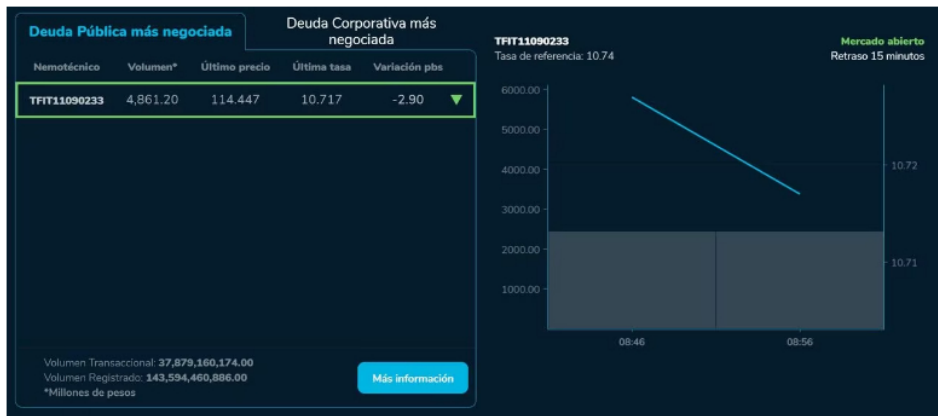 Deuda Pública más negociada
Deuda Corporativa más
negociada
Nemotécnico Volumen* Último precio Última tasa Variación pbs
TFIT11090233 4,861.20 114.447 10.717 -2.90 ▼
Volumen Transaccional: 37,879,160,174.00
Volumen Registrado: 143,594,460,886.00
*Millones de pesos
Más información
TFIT11090233 Mercado abierto
Tasa de referencia: 10.74 Retraso 15 minutos
6000.00
5000.00
4000.00 10.72
3000.00
2000.00 10.71
1000.00
08:46 08:56